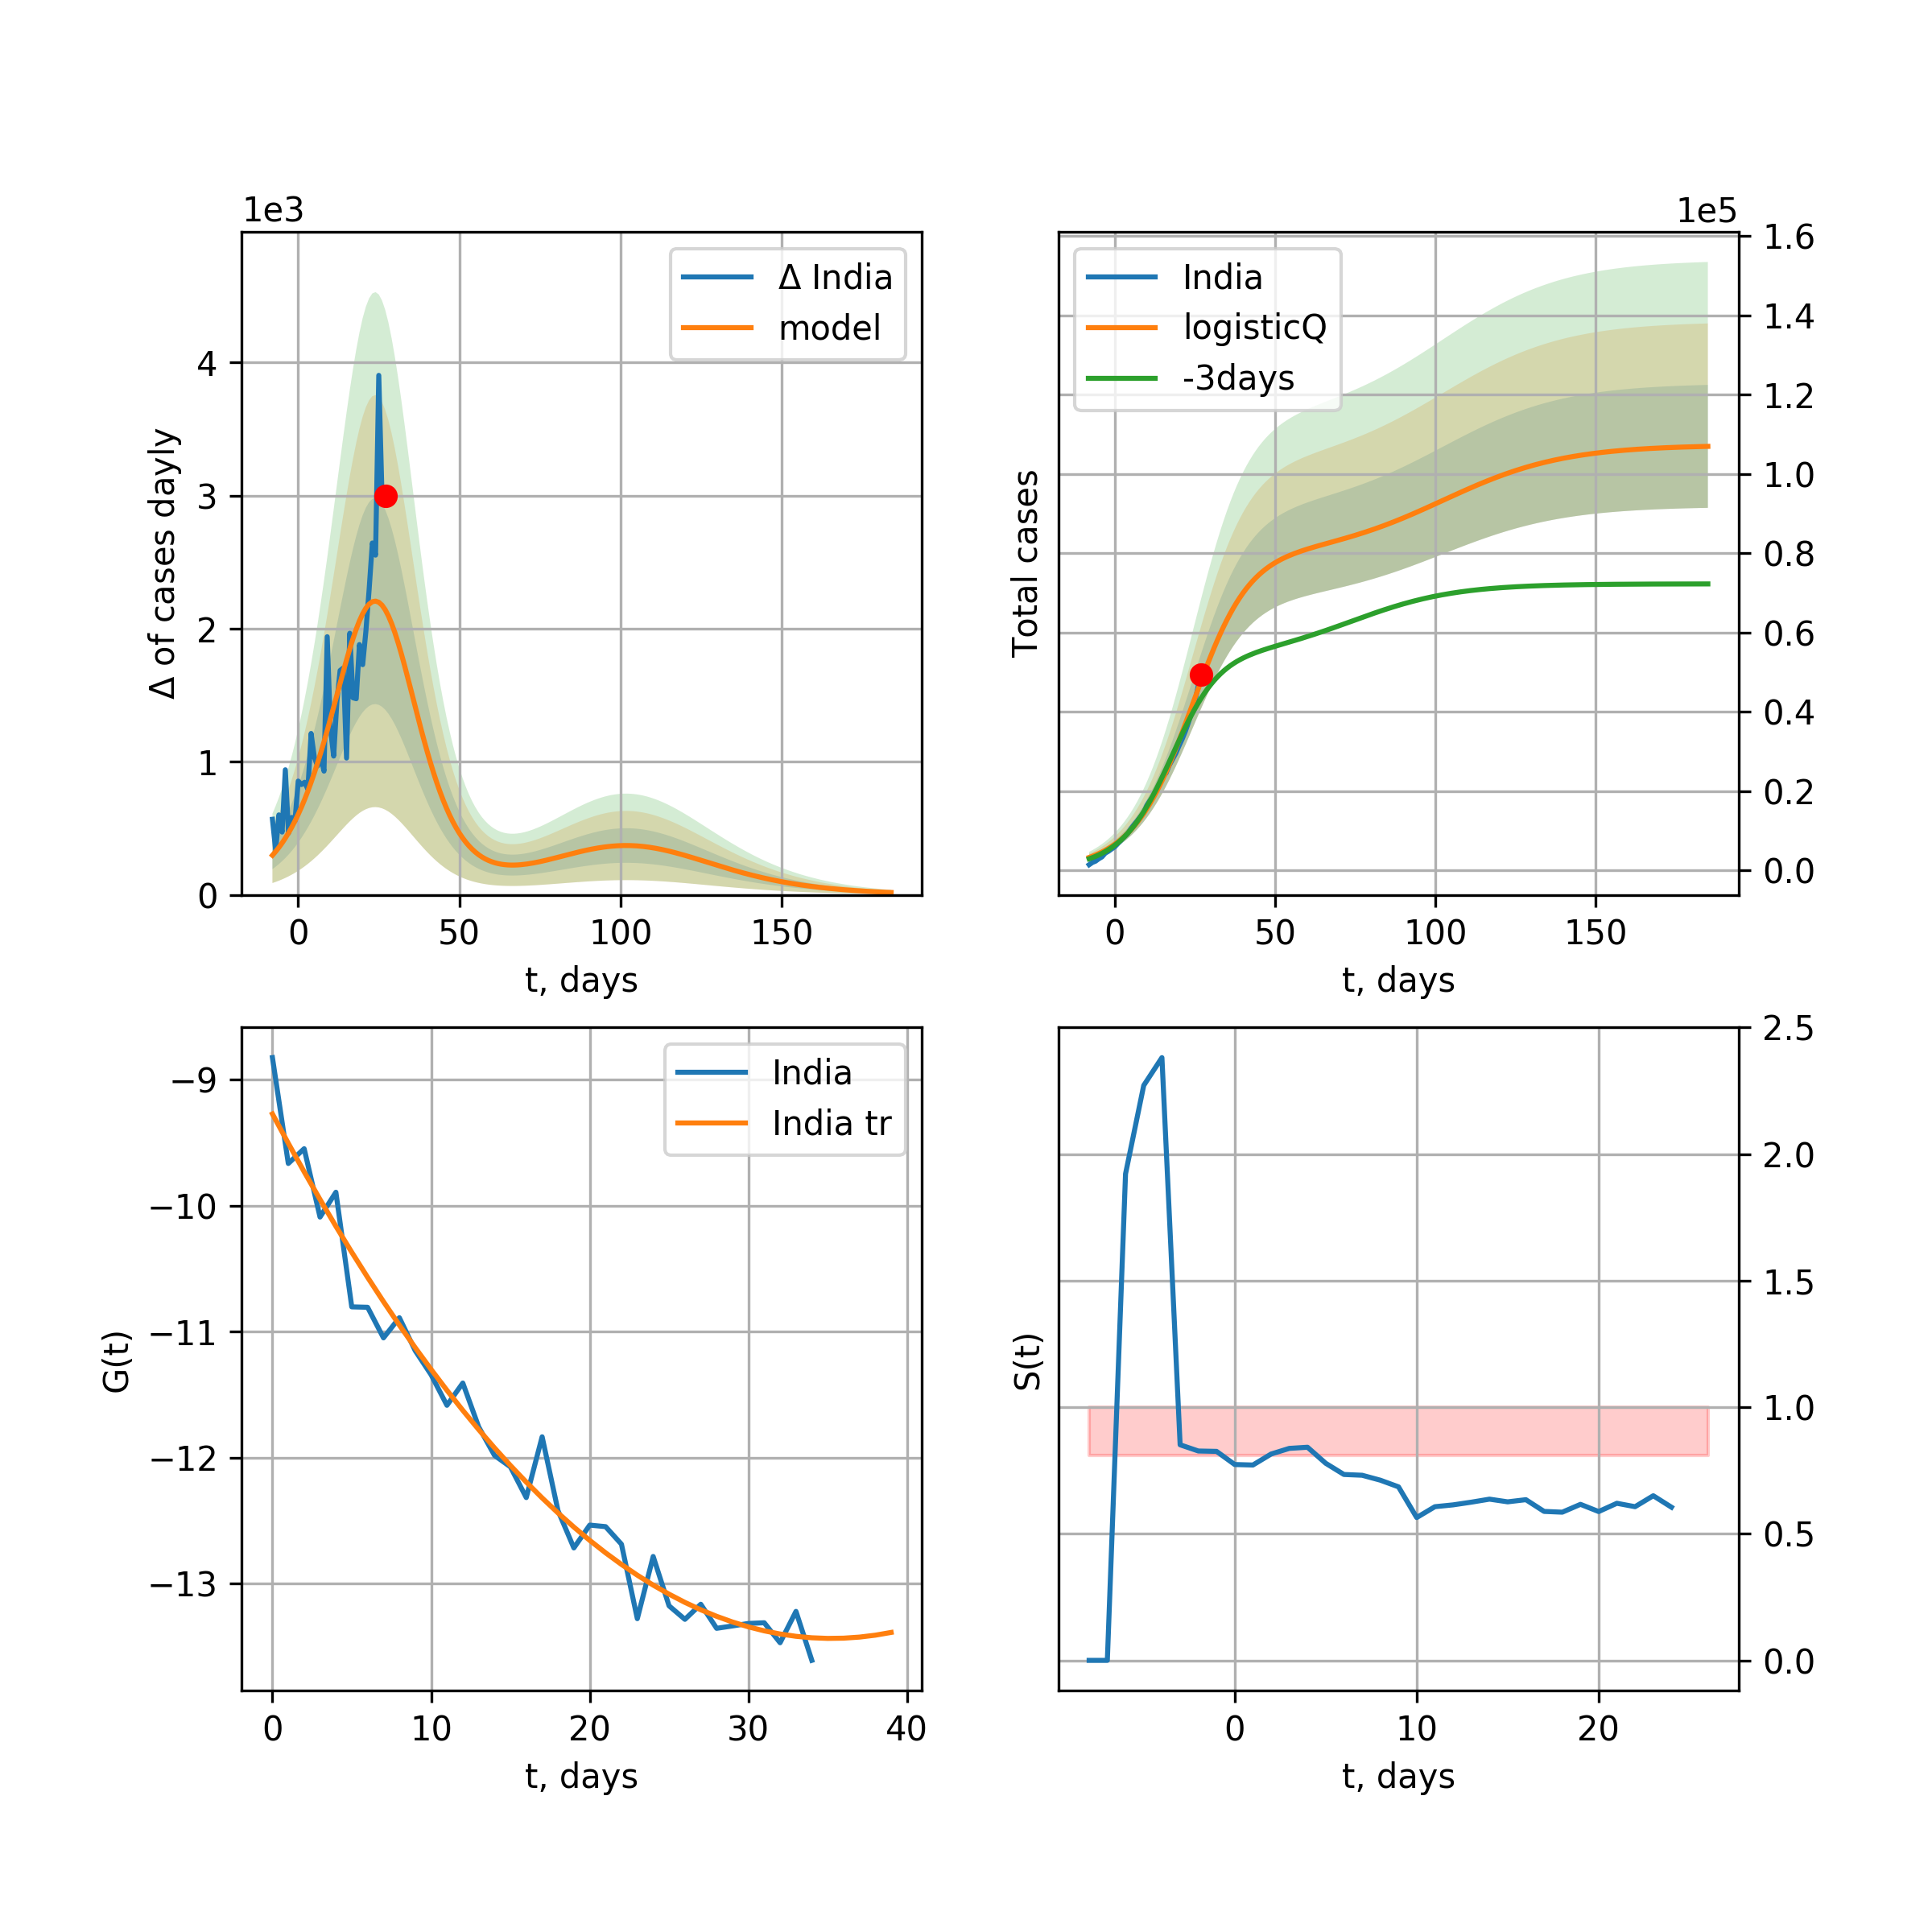 1e3
Δ India
model
Δ of cases dayly
4
3
2
1
0
0 50 100 150
t, days
1e5
India
logisticQ
-3days
Total cases
1.6
1.4
1.2
1.0
0.8
0.6
0.4
0.2
0.0
0 50 100 150
t, days
India
India tr
G(t)
−9
−10
−11
−12
−13
0 10 20 30 40
t, days
S(t)
2.5
2.0
1.5
1.0
0.5
0.0
0 10 20
t, days